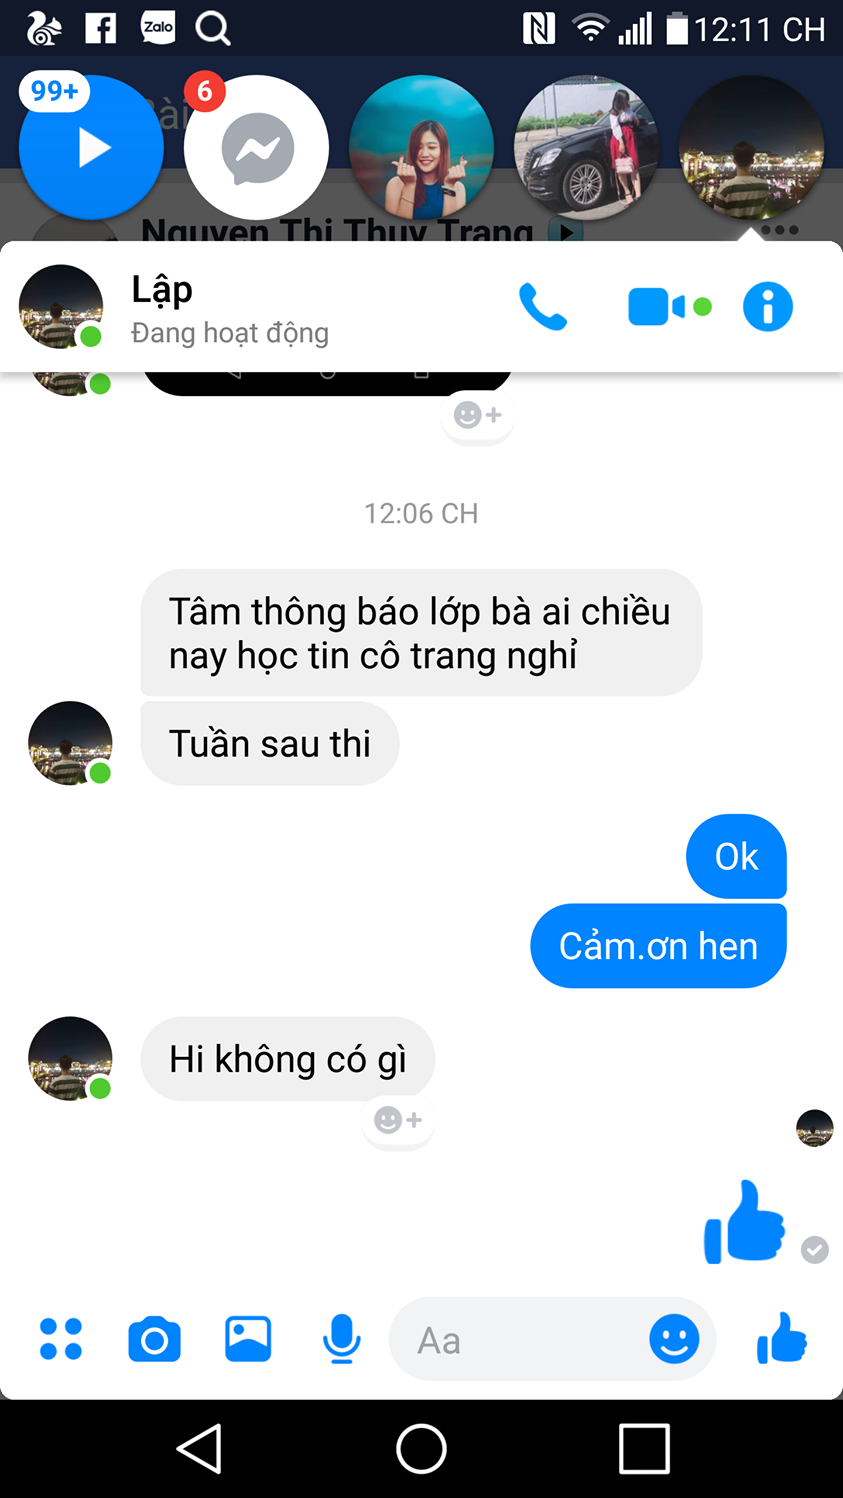 Zalo
12:11 CH
99+
6
ài
Nguyen Thi Thuy Trang
Lập
Đang hoạt động
12:06 CH
Tâm thông báo lớp bà ai chiều
nay học tin cô trang nghỉ
Tuần sau thi
Ok
Cảm.ơn hen
Hi không có gì
Aa